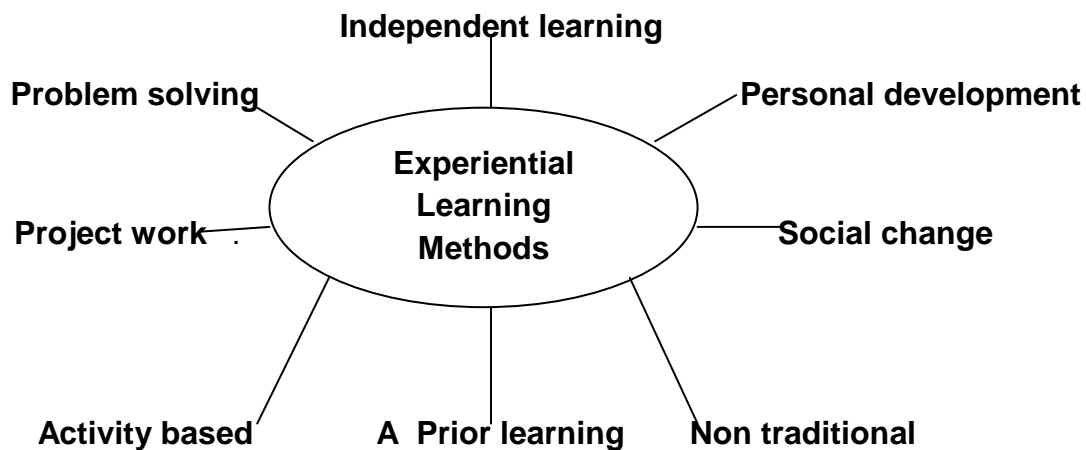 Independent learning
Problem solving
Personal development
Experiential
Learning
Methods
Project work .
Social change
Activity based
A Prior learning
Non traditional